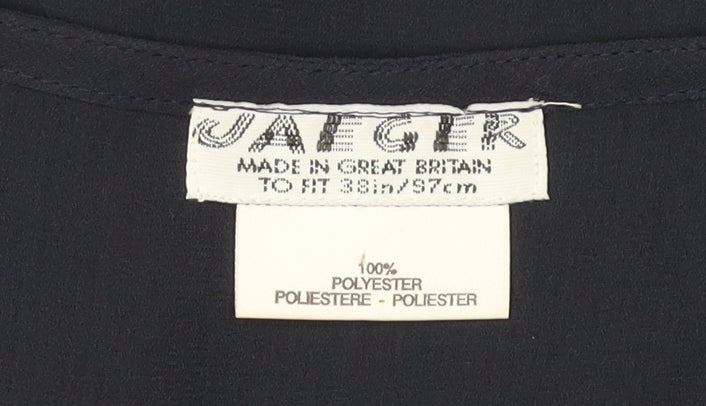 JAEGER
MADE IN GREAT BRITAIN
TO FIT 38in/97cm
100%
POLYESTER
POLIESTERE - POLIESTER